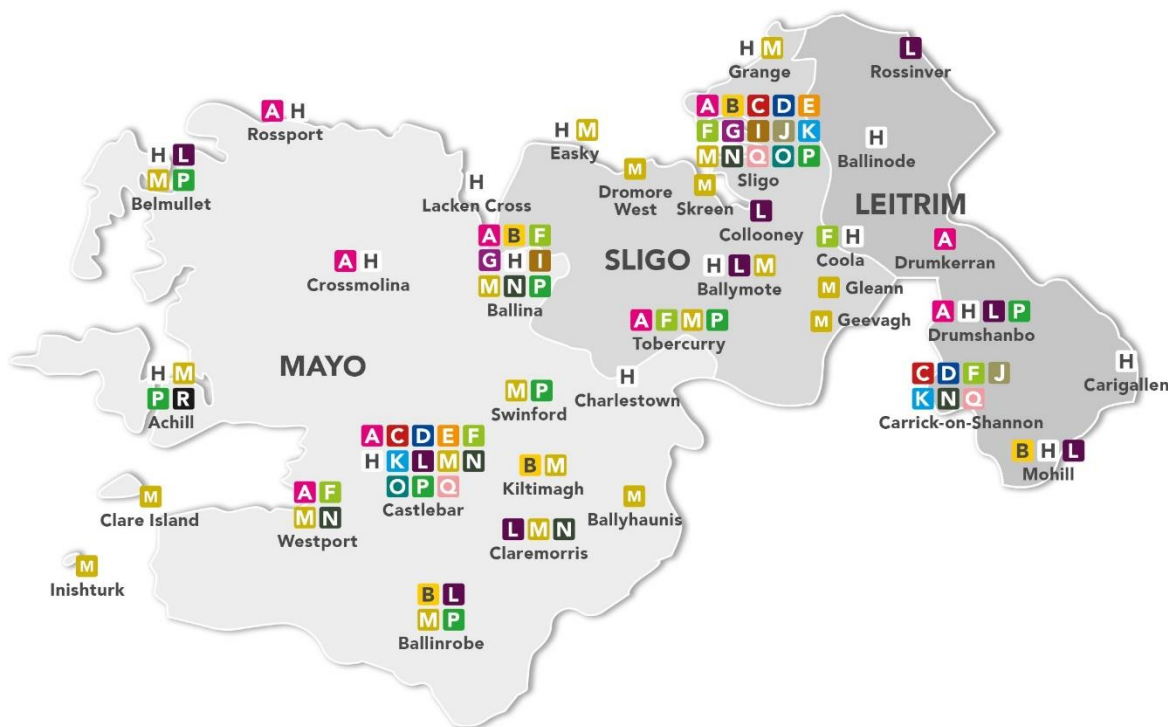 H M
Grange
L
Rossinver
A H
Rossport
A B C D E
F G I J K
M N Q O P
Sligo
H M
Easky
H
Ballinode
H L
M P
Belmullet
M
Dromore
West
M
Skreen
H
Lacken Cross
L
Collooney
LEITRIM
A B F
G H I
M N P
Ballina
F H
Coola
A
Drumkerran
A H
Crossmolina
SLIGO
H L M
Ballymote
M Gleann
A F M P
Tobercurry
M Geevagh
A H L P
Drumshanbo
MAYO
H M
P R
Achill
M P
Swinford
H
Charlestown
C D F J
K N Q
Carrick-on-Shannon
H
Carigallen
A C D E F
H K L M N
O P Q
Castlebar
B H L
Mohill
B M
Kiltimagh
M
Clare Island
A F
M N
Westport
M
Ballyhaunis
L M N
Claremorris
M
Inishturk
B L
M P
Ballinrobe